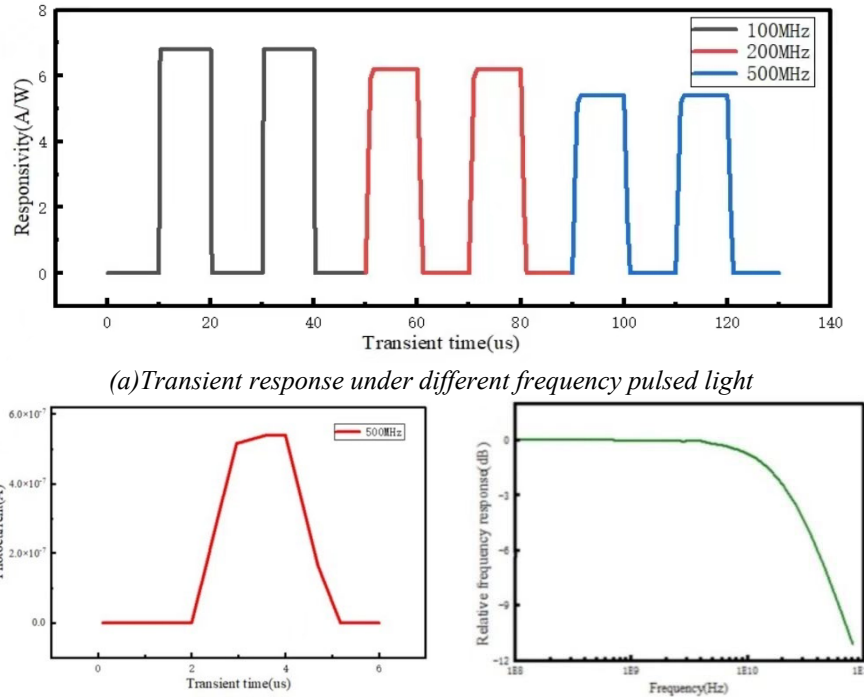 8
6
4
2
0
Responsivity(A/W)
100MHz
200MHz
500MHz
0 20 40 60 80 100 120 140
Transient time(us)
(a)Transient response under different frequency pulsed light
6.0×10⁻⁷
4.0×10⁻⁷
2.0×10⁻⁷
0.0
500MHz
0 2 4 6
Transient time(us)
Relative frequency response(dB)
0
-3
-6
-9
-12
1E8 1E9 1E10
Frequency(Hz)